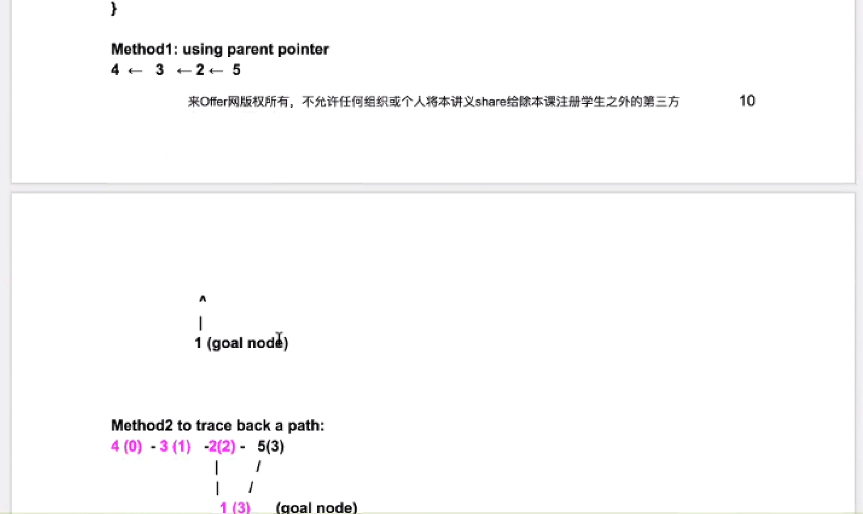 }
Method1: using parent pointer
4 ← 3 ← 2 ← 5
来Offer网版权所有，不允许任何组织或个人将本讲义share给除本课注册学生之外的第三方 10
^
|
1 (goal node)
Method2 to trace back a path:
4 (0) - 3 (1) -2(2) - 5(3)
| /
| /
1 (3) (goal node)